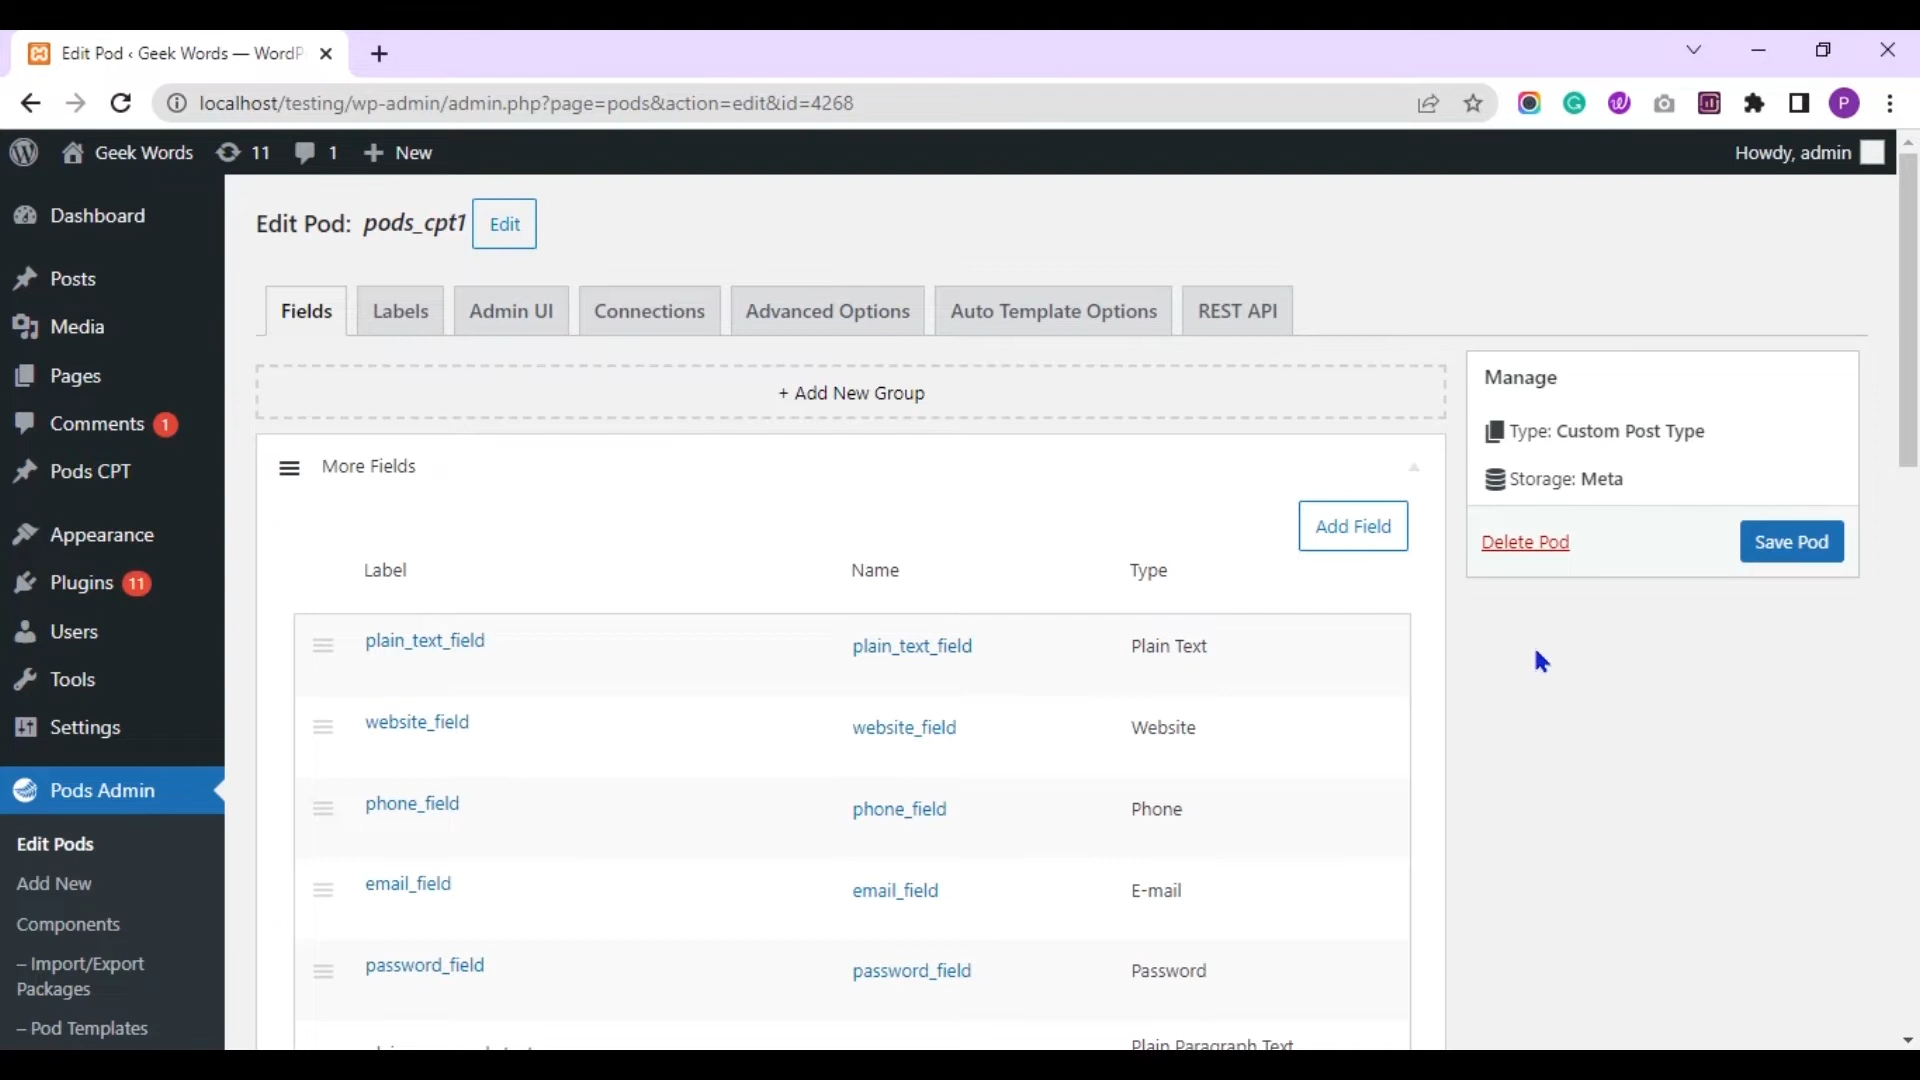 Edit Pod ‹ Geek Words — WordP
localhost/testing/wp-admin/admin.php?page=pods&action=edit&id=4268
P
Geek Words 11 1 New
Howdy, admin
Dashboard
Posts
Media
Pages
Comments 1
Pods CPT
Appearance
Plugins 11
Users
Tools
Settings
Pods Admin
Edit Pods
Add New
Components
– Import/Export
Packages
– Pod Templates
Edit Pod: pods_cpt1 Edit
Fields Labels Admin UI Connections Advanced Options Auto Template Options REST API
+ Add New Group
More Fields
Add Field
Label Name Type
plain_text_field plain_text_field Plain Text
website_field website_field Website
phone_field phone_field Phone
email_field email_field E-mail
password_field password_field Password
Plain Paragraph Text
Manage
Type: Custom Post Type
Storage: Meta
Delete Pod Save Pod